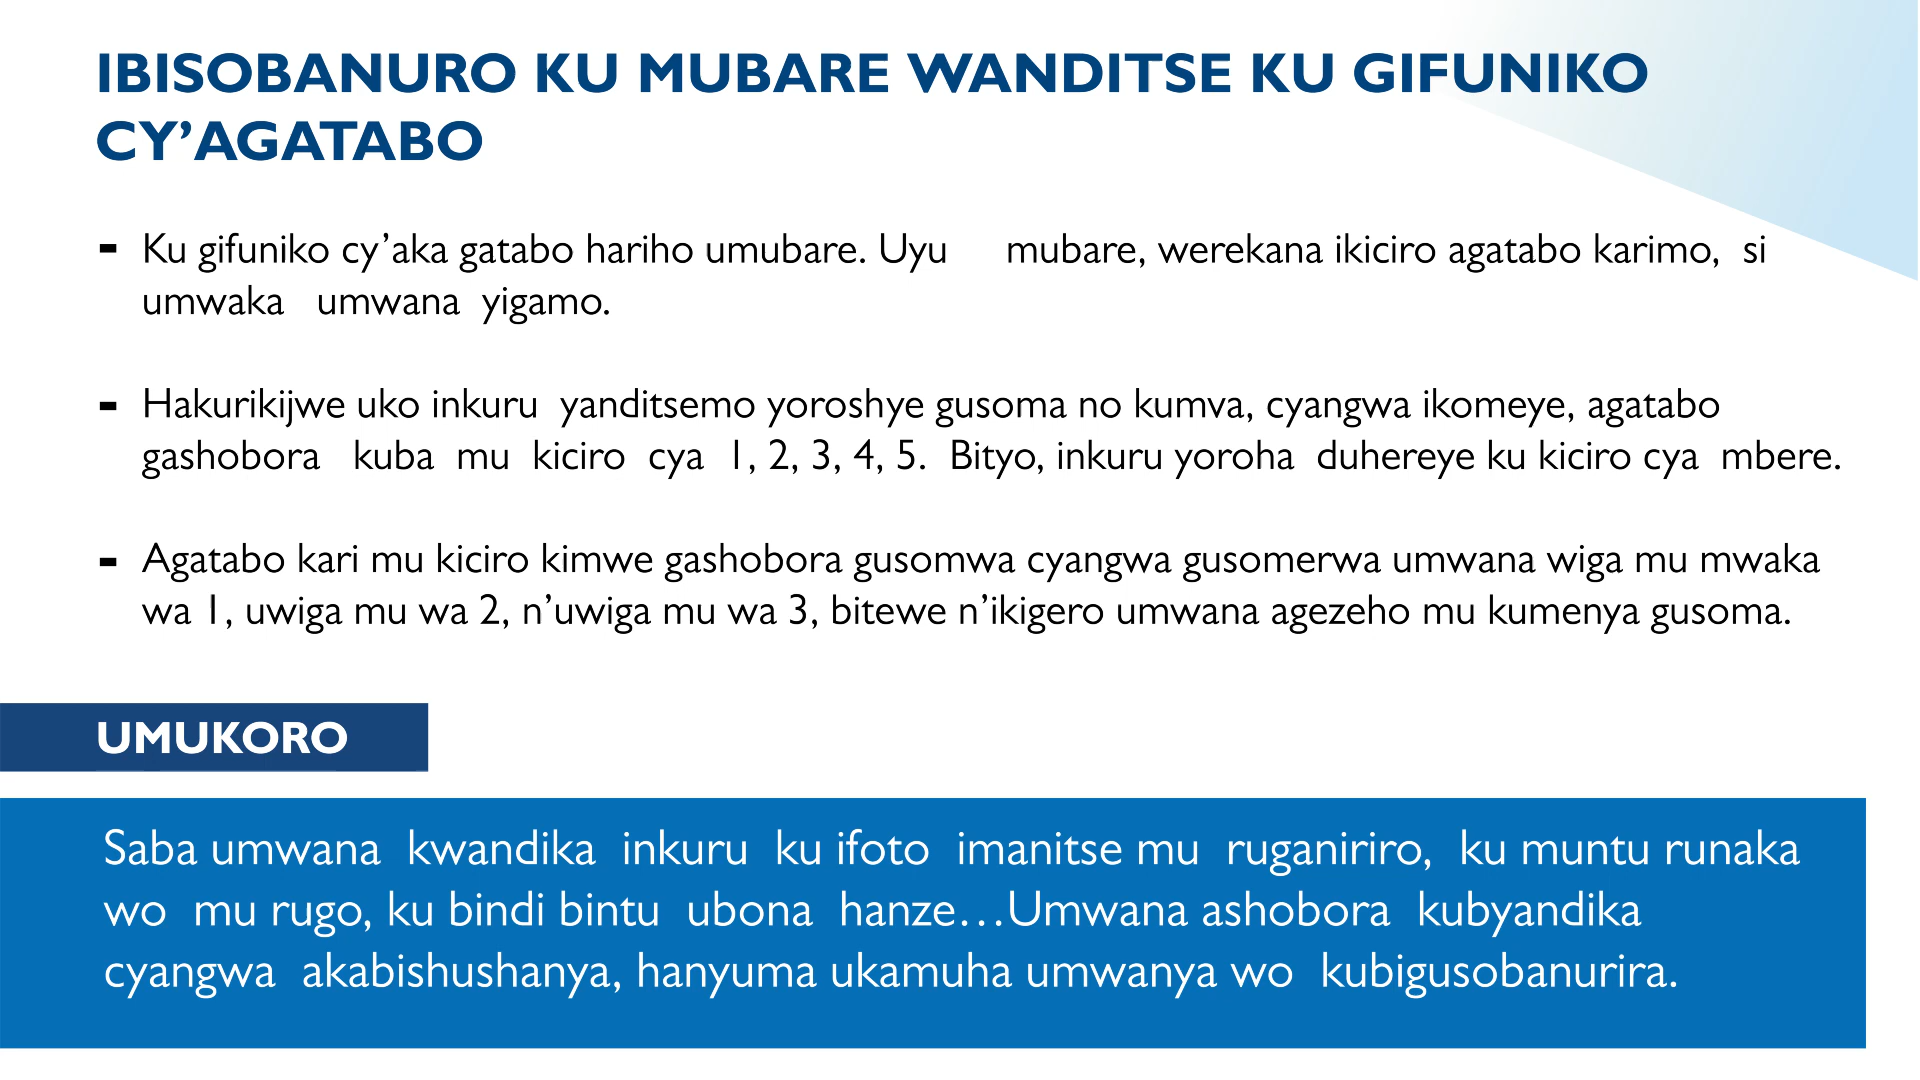 IBISOBANURO KU MUBARE WANDITSE KU GIFUNIKO
CY’AGATABO
- Ku gifuniko cy’aka gatabo hariho umubare. Uyu mubare, werekana ikiciro agatabo karimo, si
umwaka umwana yigamo.
- Hakurikijwe uko inkuru yanditsemo yoroshye gusoma no kumva, cyangwa ikomeye, agatabo
gashobora kuba mu kiciro cya 1, 2, 3, 4, 5. Bityo, inkuru yoroha duhereye ku kiciro cya mbere.
- Agatabo kari mu kiciro kimwe gashobora gusomwa cyangwa gusomerwa umwana wiga mu mwaka
wa 1, uwiga mu wa 2, n’uwiga mu wa 3, bitewe n’ikigero umwana agezeho mu kumenya gusoma.
UMUKORO
Saba umwana kwandika inkuru ku ifoto imanitse mu ruganiriro, ku muntu runaka
wo mu rugo, ku bindi bintu ubona hanze…Umwana ashobora kubyandika
cyangwa akabishushanya, hanyuma ukamuha umwanya wo kubigusobanurira.